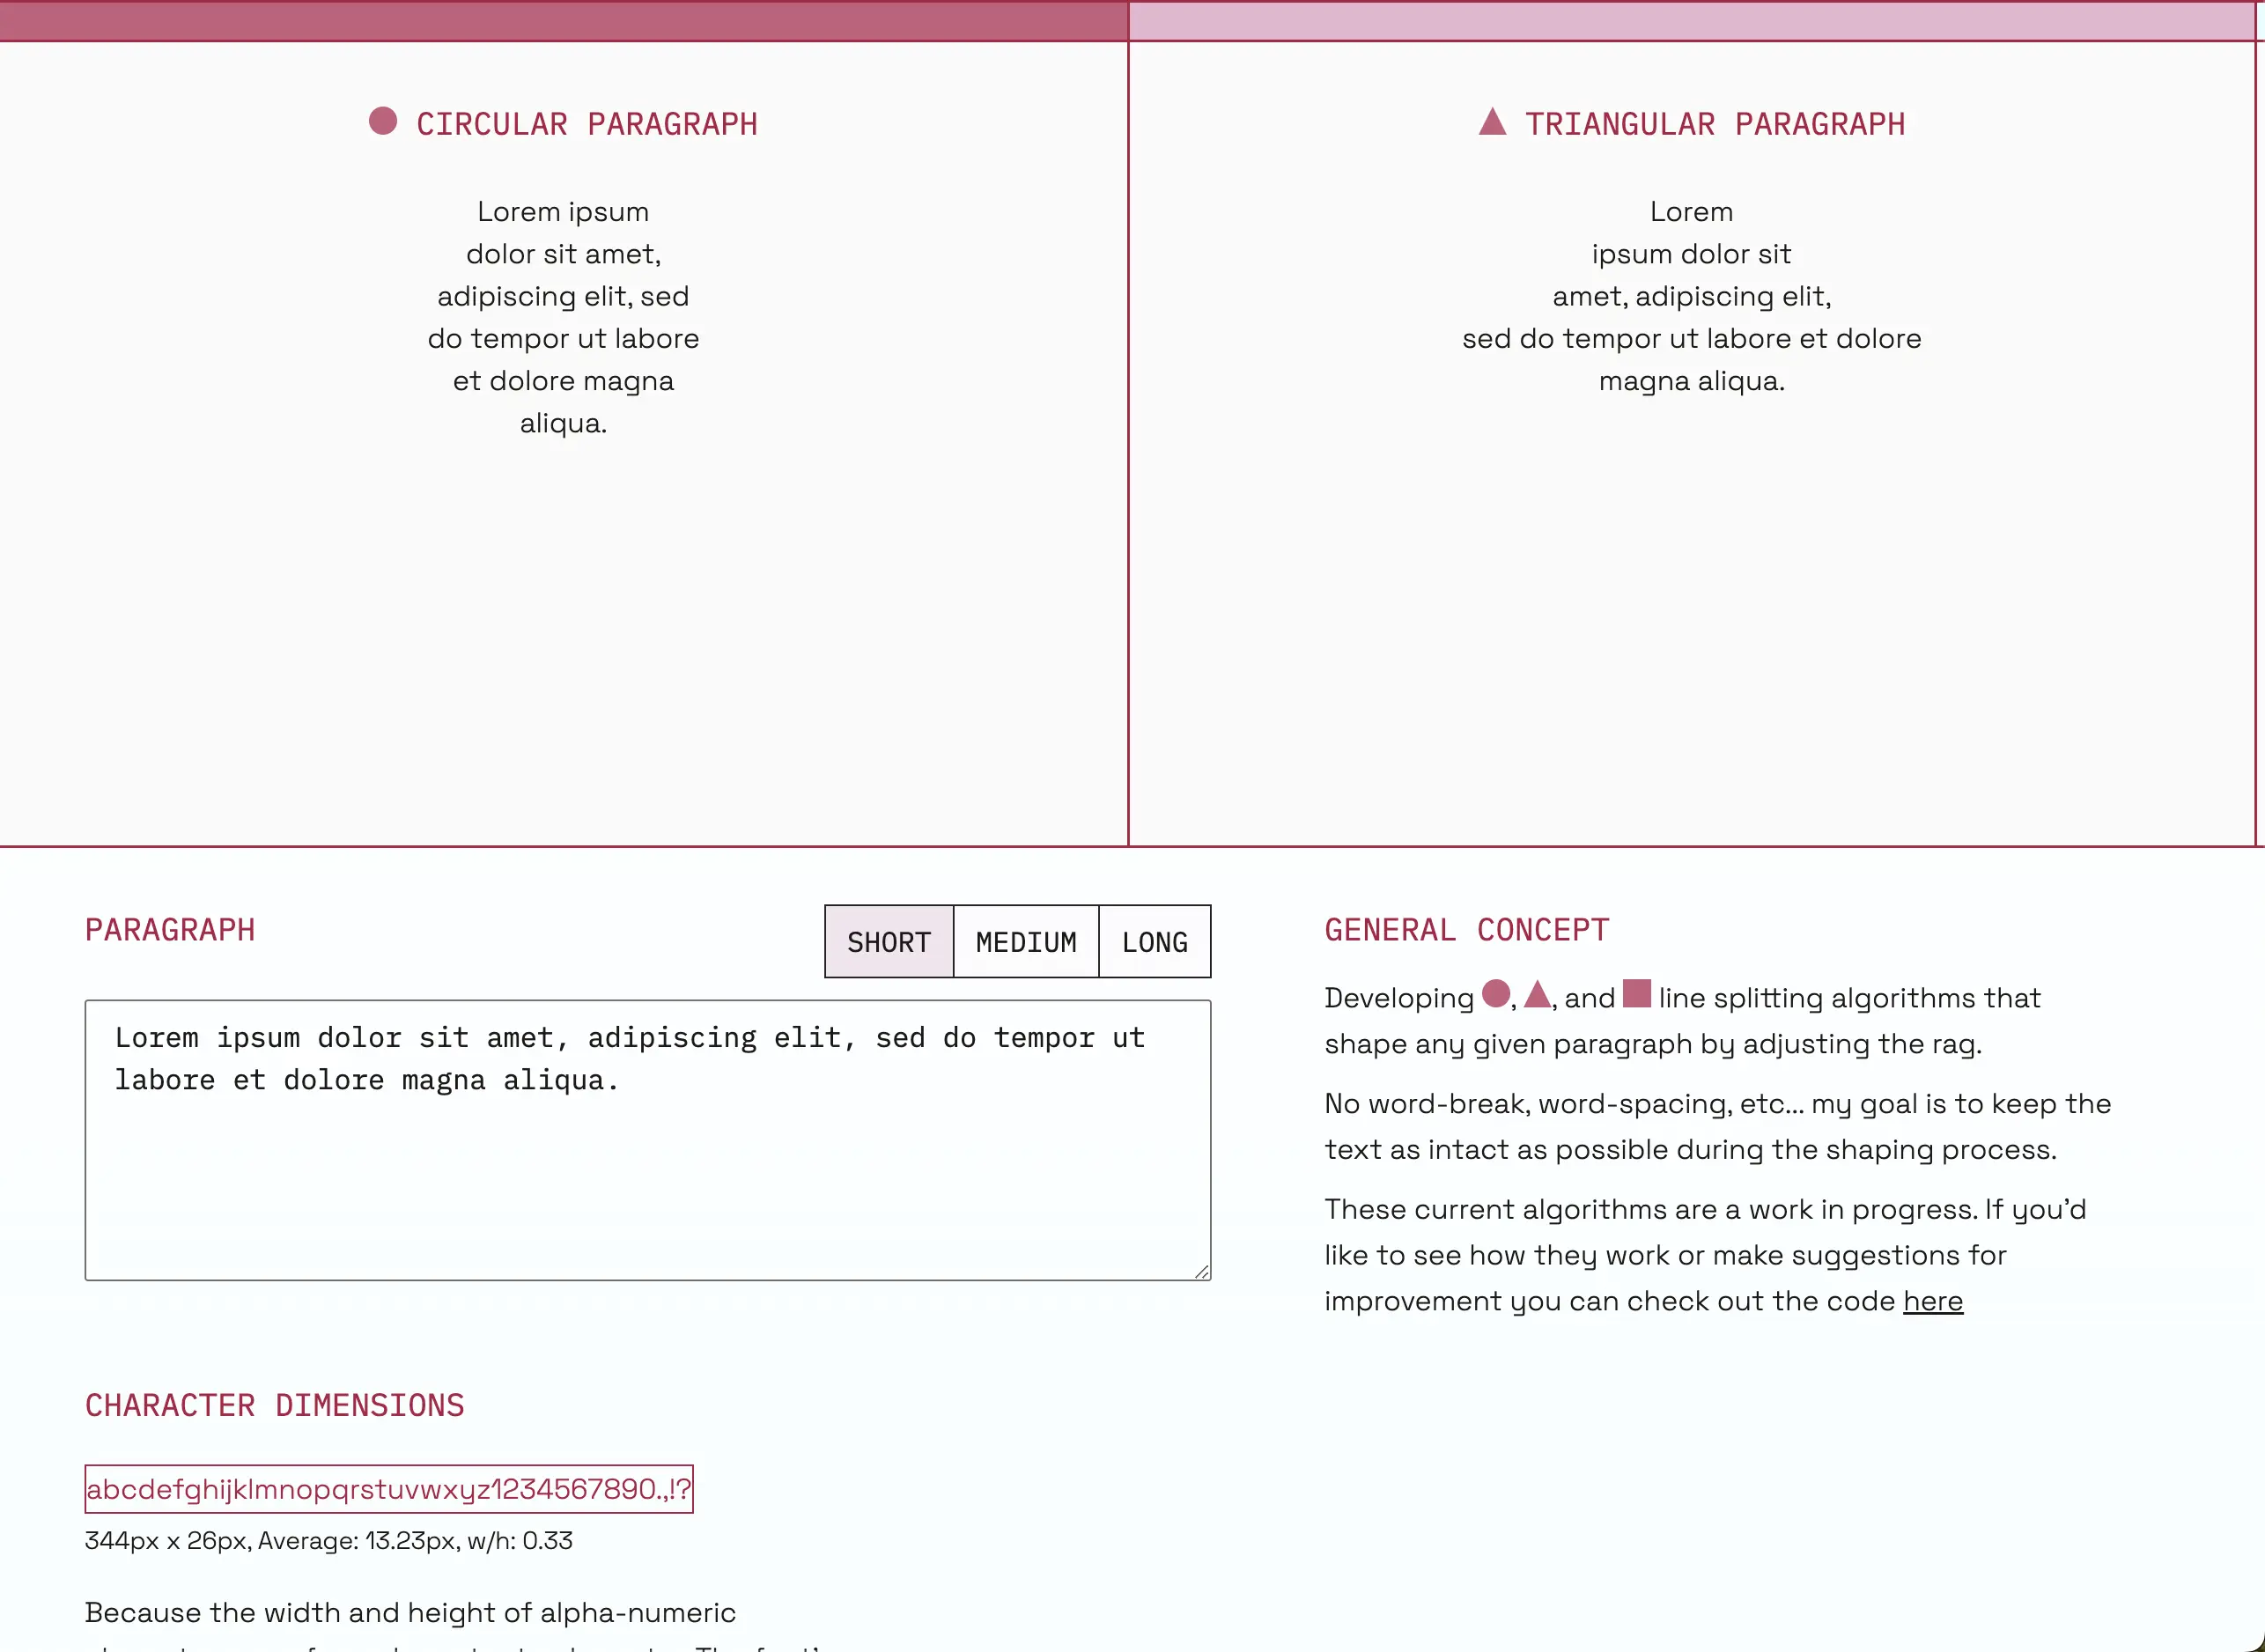 CIRCULAR PARAGRAPH
Lorem ipsum
dolor sit amet,
adipiscing elit, sed
do tempor ut labore
et dolore magna
aliqua.
TRIANGULAR PARAGRAPH
Lorem
ipsum dolor sit
amet, adipiscing elit,
sed do tempor ut labore et dolore
magna aliqua.
PARAGRAPH
SHORT
MEDIUM
LONG
Lorem ipsum dolor sit amet, adipiscing elit, sed do tempor ut
labore et dolore magna aliqua.
CHARACTER DIMENSIONS
abcdefghijklmnopqrstuvwxyz1234567890.,!?
344px x 26px, Average: 13.23px, w/h: 0.33
Because the width and height of alpha-numeric
GENERAL CONCEPT
Developing , , and line splitting algorithms that
shape any given paragraph by adjusting the rag.
No word-break, word-spacing, etc... my goal is to keep the
text as intact as possible during the shaping process.
These current algorithms are a work in progress. If you'd
like to see how they work or make suggestions for
improvement you can check out the code here